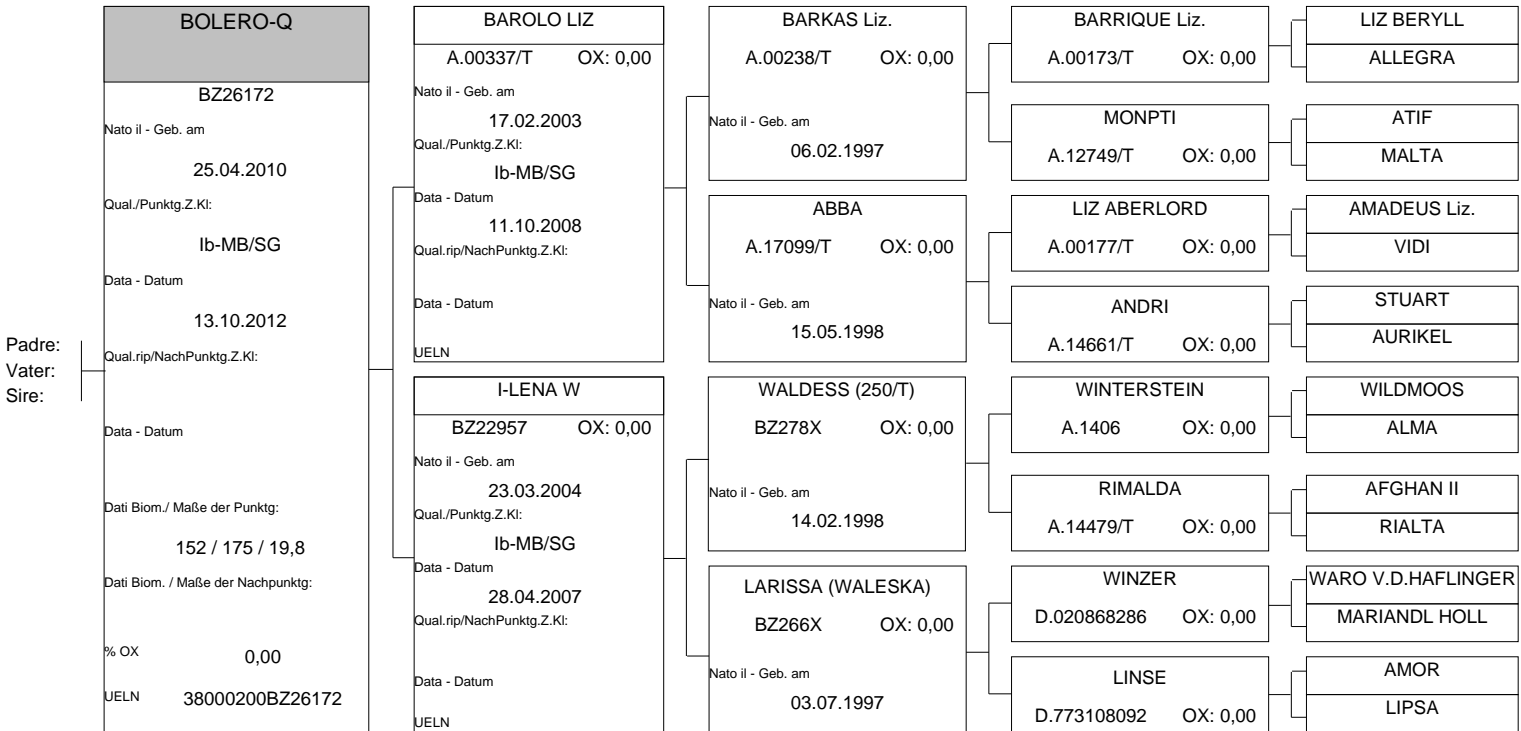 Padre:
Vater:
Sire:
BOLERO-Q
BZ26172
Nato il - Geb. am
25.04.2010
Qual./Punktg.Z.Kl:
Ib-MB/SG
Data - Datum
13.10.2012
Qual.rip/NachPunktg.Z.Kl:
Data - Datum
Dati Biom./ Maße der Punktg:
152 / 175 / 19,8
Dati Biom. / Maße der Nachpunktg:
% OX 0,00
UELN 38000200BZ26172
BAROLO LIZ
A.00337/T OX: 0,00
Nato il - Geb. am
17.02.2003
Qual./Punktg.Z.Kl:
Ib-MB/SG
Data - Datum
11.10.2008
Qual.rip/NachPunktg.Z.Kl:
Data - Datum
UELN
I-LENA W
BZ22957 OX: 0,00
Nato il - Geb. am
23.03.2004
Qual./Punktg.Z.Kl:
Ib-MB/SG
Data - Datum
28.04.2007
Qual.rip/NachPunktg.Z.Kl:
Data - Datum
UELN
BARKAS Liz.
A.00238/T OX: 0,00
Nato il - Geb. am
06.02.1997
ABBA
A.17099/T OX: 0,00
Nato il - Geb. am
15.05.1998
WALDESS (250/T)
BZ278X OX: 0,00
Nato il - Geb. am
14.02.1998
LARISSA (WALESKA)
BZ266X OX: 0,00
Nato il - Geb. am
03.07.1997
BARRIQUE Liz.
A.00173/T OX: 0,00
MONPTI
A.12749/T OX: 0,00
LIZ ABERLORD
A.00177/T OX: 0,00
ANDRI
A.14661/T OX: 0,00
WINTERSTEIN
A.1406 OX: 0,00
RIMALDA
A.14479/T OX: 0,00
WINZER
D.020868286 OX: 0,00
LINSE
D.773108092 OX: 0,00
LIZ BERYLL
ALLEGRA
ATIF
MALTA
AMADEUS Liz.
VIDI
STUART
AURIKEL
WILDMOOS
ALMA
AFGHAN II
RIALTA
WARO V.D.HAFLINGER
MARIANDL HOLL
AMOR
LIPSA